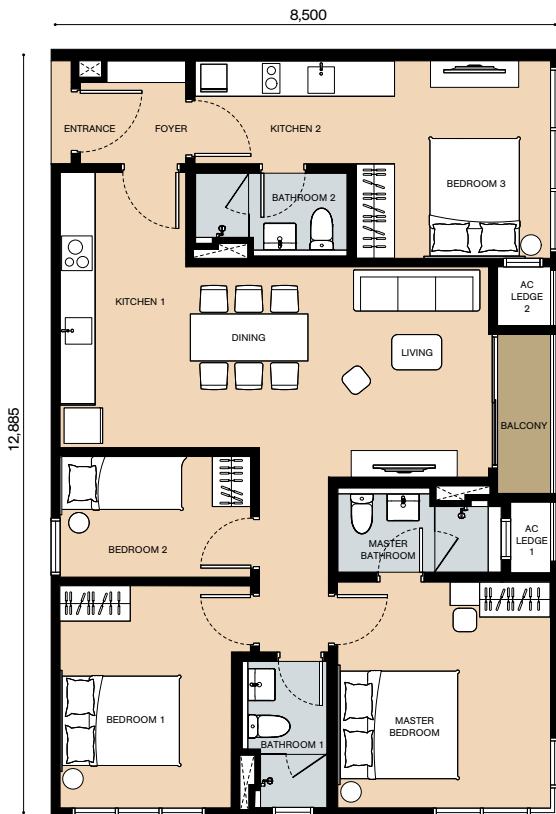 8,500
ENTRANCE
FOYER
KITCHEN 2
BATHROOM 2
BEDROOM 3
KITCHEN 1
AC
LEDGE
2
DINING
LIVING
12,885
BALCONY
BEDROOM 2
MASTER
BATHROOM
AC
LEDGE
1
BEDROOM 1
MASTER
BEDROOM
BATHROOM 1